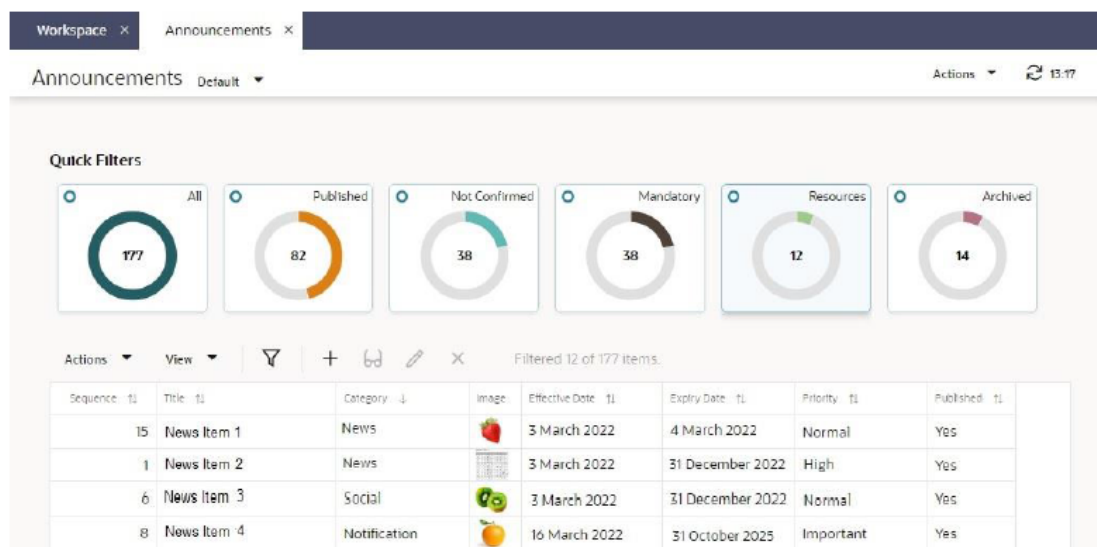 Workspace ×
Announcements ×
Announcements Default
Actions
13:17
Quick Filters
All
177
Published
82
Not Confirmed
38
Mandatory
38
Resources
12
Archived
14
Actions View Filtered 12 of 177 items.
Sequence Title Category Image Effective Date Expiry Date Priority Published
15 News Item 1 News 3 March 2022 4 March 2022 Normal Yes
1 News Item 2 News 3 March 2022 31 December 2022 High Yes
6 News Item 3 Social 3 March 2022 31 December 2022 Normal Yes
8 News Item 4 Notification 16 March 2022 31 October 2025 Important Yes